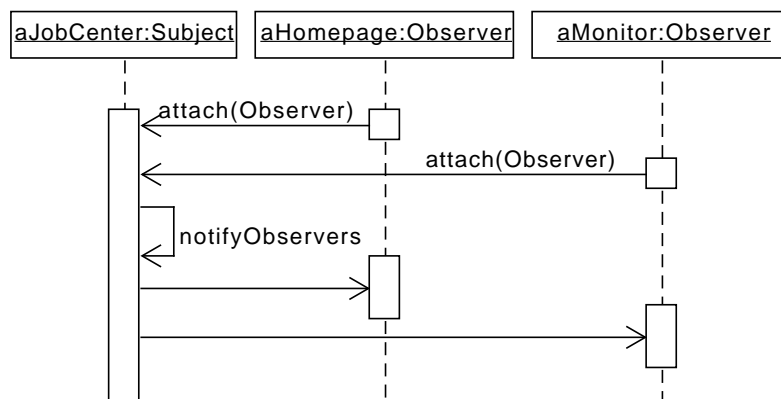 aJobCenter:Subject
aHomepage:Observer
aMonitor:Observer
attach(Observer)
attach(Observer)
notifyObservers